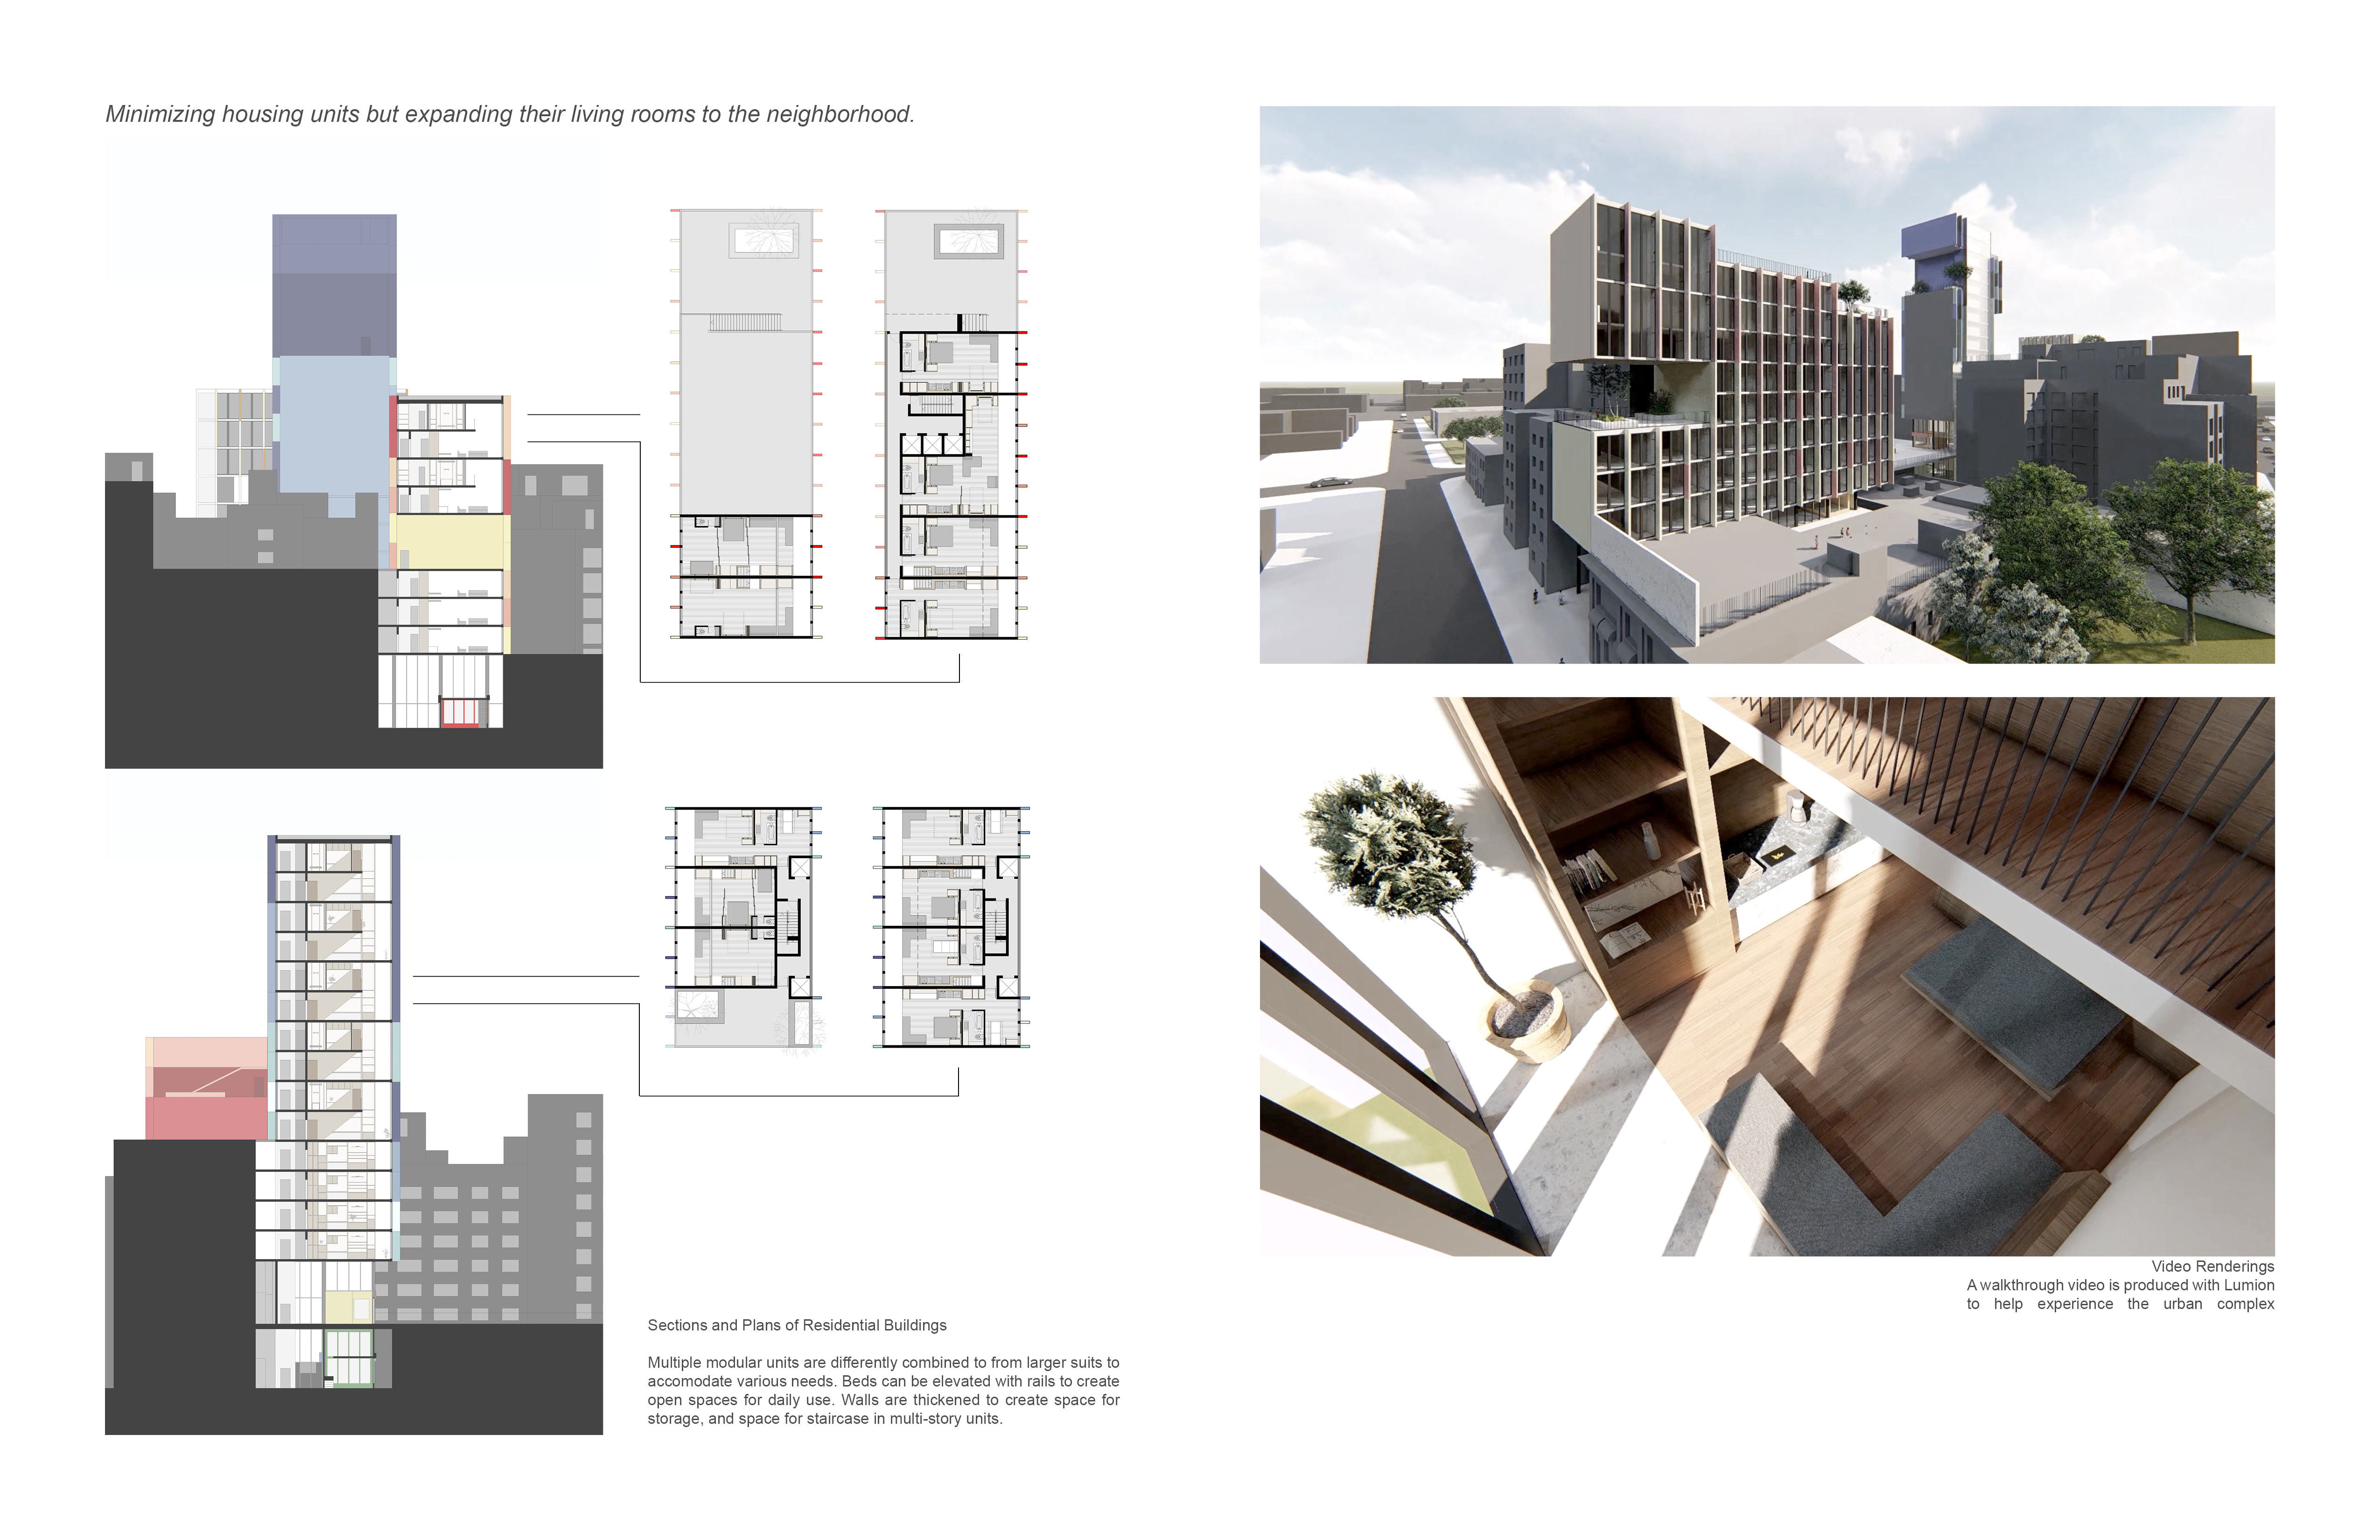 Minimizing housing units but expanding their living rooms to the neighborhood.
Sections and Plans of Residential Buildings
Multiple modular units are differently combined to from larger suits to
accomodate various needs. Beds can be elevated with rails to create
open spaces for daily use. Walls are thickened to create space for
storage, and space for staircase in multi-story units.
Video Renderings
A walkthrough video is produced with Lumion
to help experience the urban complex